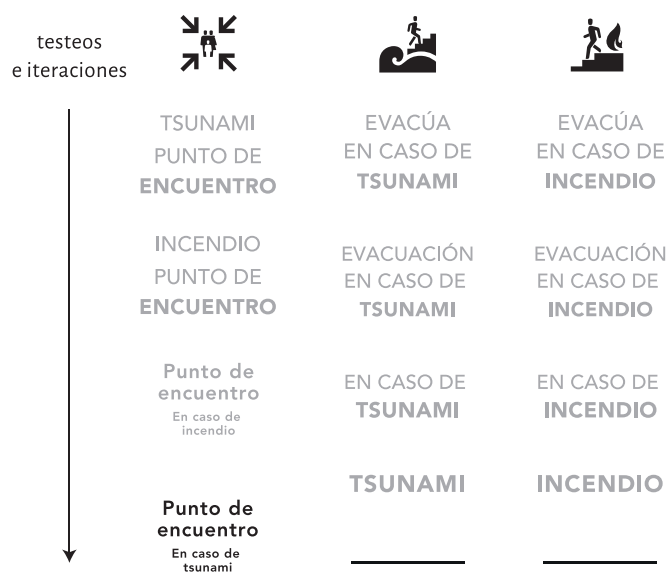 testeos
e iteraciones
TSUNAMI
PUNTO DE
ENCUENTRO
EVACÚA
EN CASO DE
TSUNAMI
EVACÚA
EN CASO DE
INCENDIO
INCENDIO
PUNTO DE
ENCUENTRO
EVACUACIÓN
EN CASO DE
TSUNAMI
EVACUACIÓN
EN CASO DE
INCENDIO
Punto de
encuentro
En caso de
incendio
EN CASO DE
TSUNAMI
EN CASO DE
INCENDIO
TSUNAMI
INCENDIO
Punto de
encuentro
En caso de
tsunami